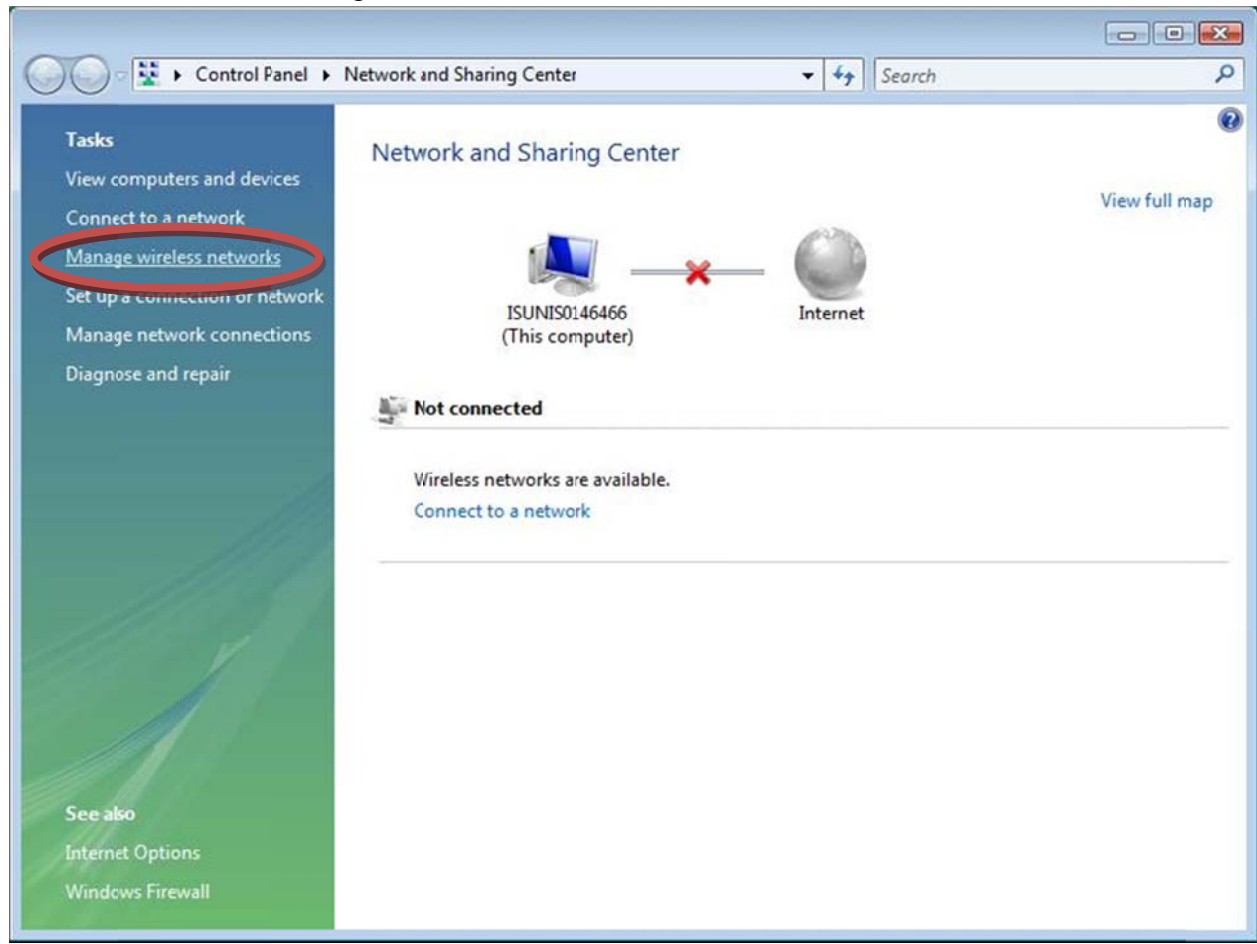 Control Panel Network and Sharing Center Search
Tasks
View computers and devices
Connect to a network
Manage wireless networks
Set up a connection or network
Manage network connections
Diagnose and repair
See also
Internet Options
Windows Firewall
Network and Sharing Center
View full map
ISUNIS0146466
(This computer)
Internet
Not connected
Wireless networks are available.
Connect to a network